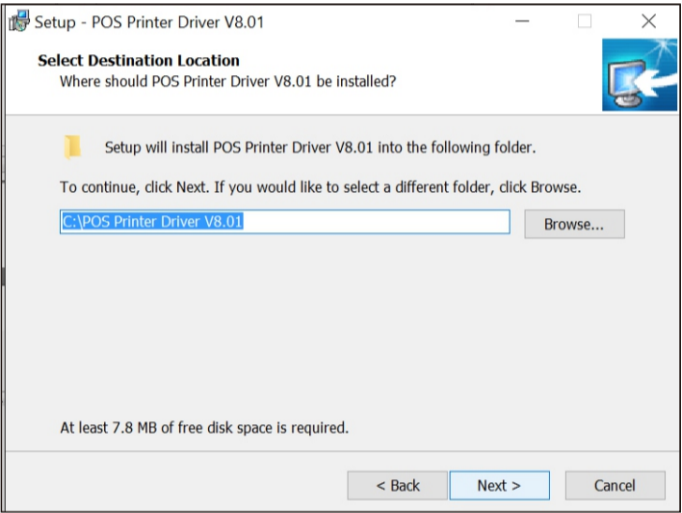 Setup - POS Printer Driver V8.01
Select Destination Location
Where should POS Printer Driver V8.01 be installed?
Setup will install POS Printer Driver V8.01 into the following folder.
To continue, click Next. If you would like to select a different folder, click Browse.
C:\POS Printer Driver V8.01
Browse...
At least 7.8 MB of free disk space is required.
< Back
Next >
Cancel